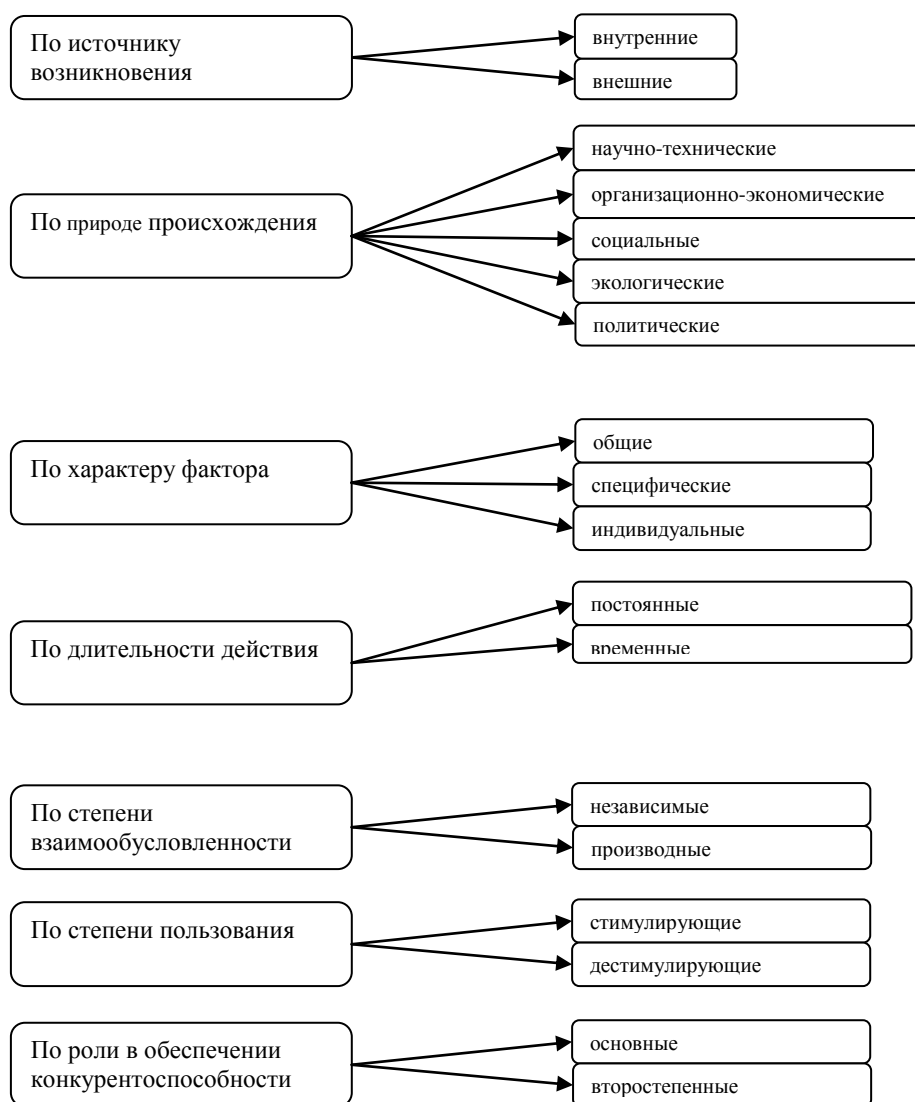 По источнику
возникновения
внутренние
внешние
По природе происхождения
научно-технические
организационно-экономические
социальные
экологические
политические
По характеру фактора
общие
специфические
индивидуальные
По длительности действия
постоянные
временные
По степени
взаимообусловленности
независимые
производные
По степени пользования
стимулирующие
дестимулирующие
По роли в обеспечении
конкурентоспособности
основные
второстепенные